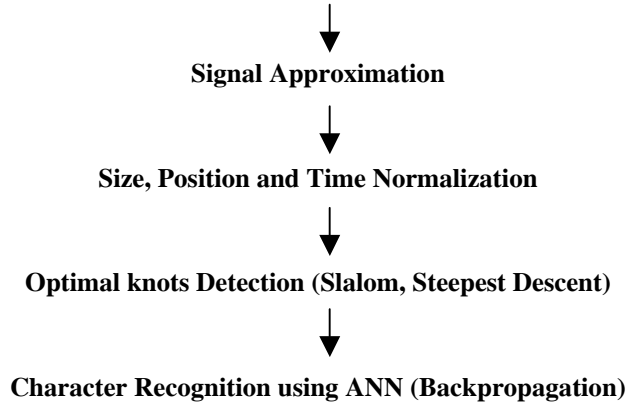 Signal Approximation
Size, Position and Time Normalization
Optimal knots Detection (Slalom, Steepest Descent)
Character Recognition using ANN (Backpropagation)